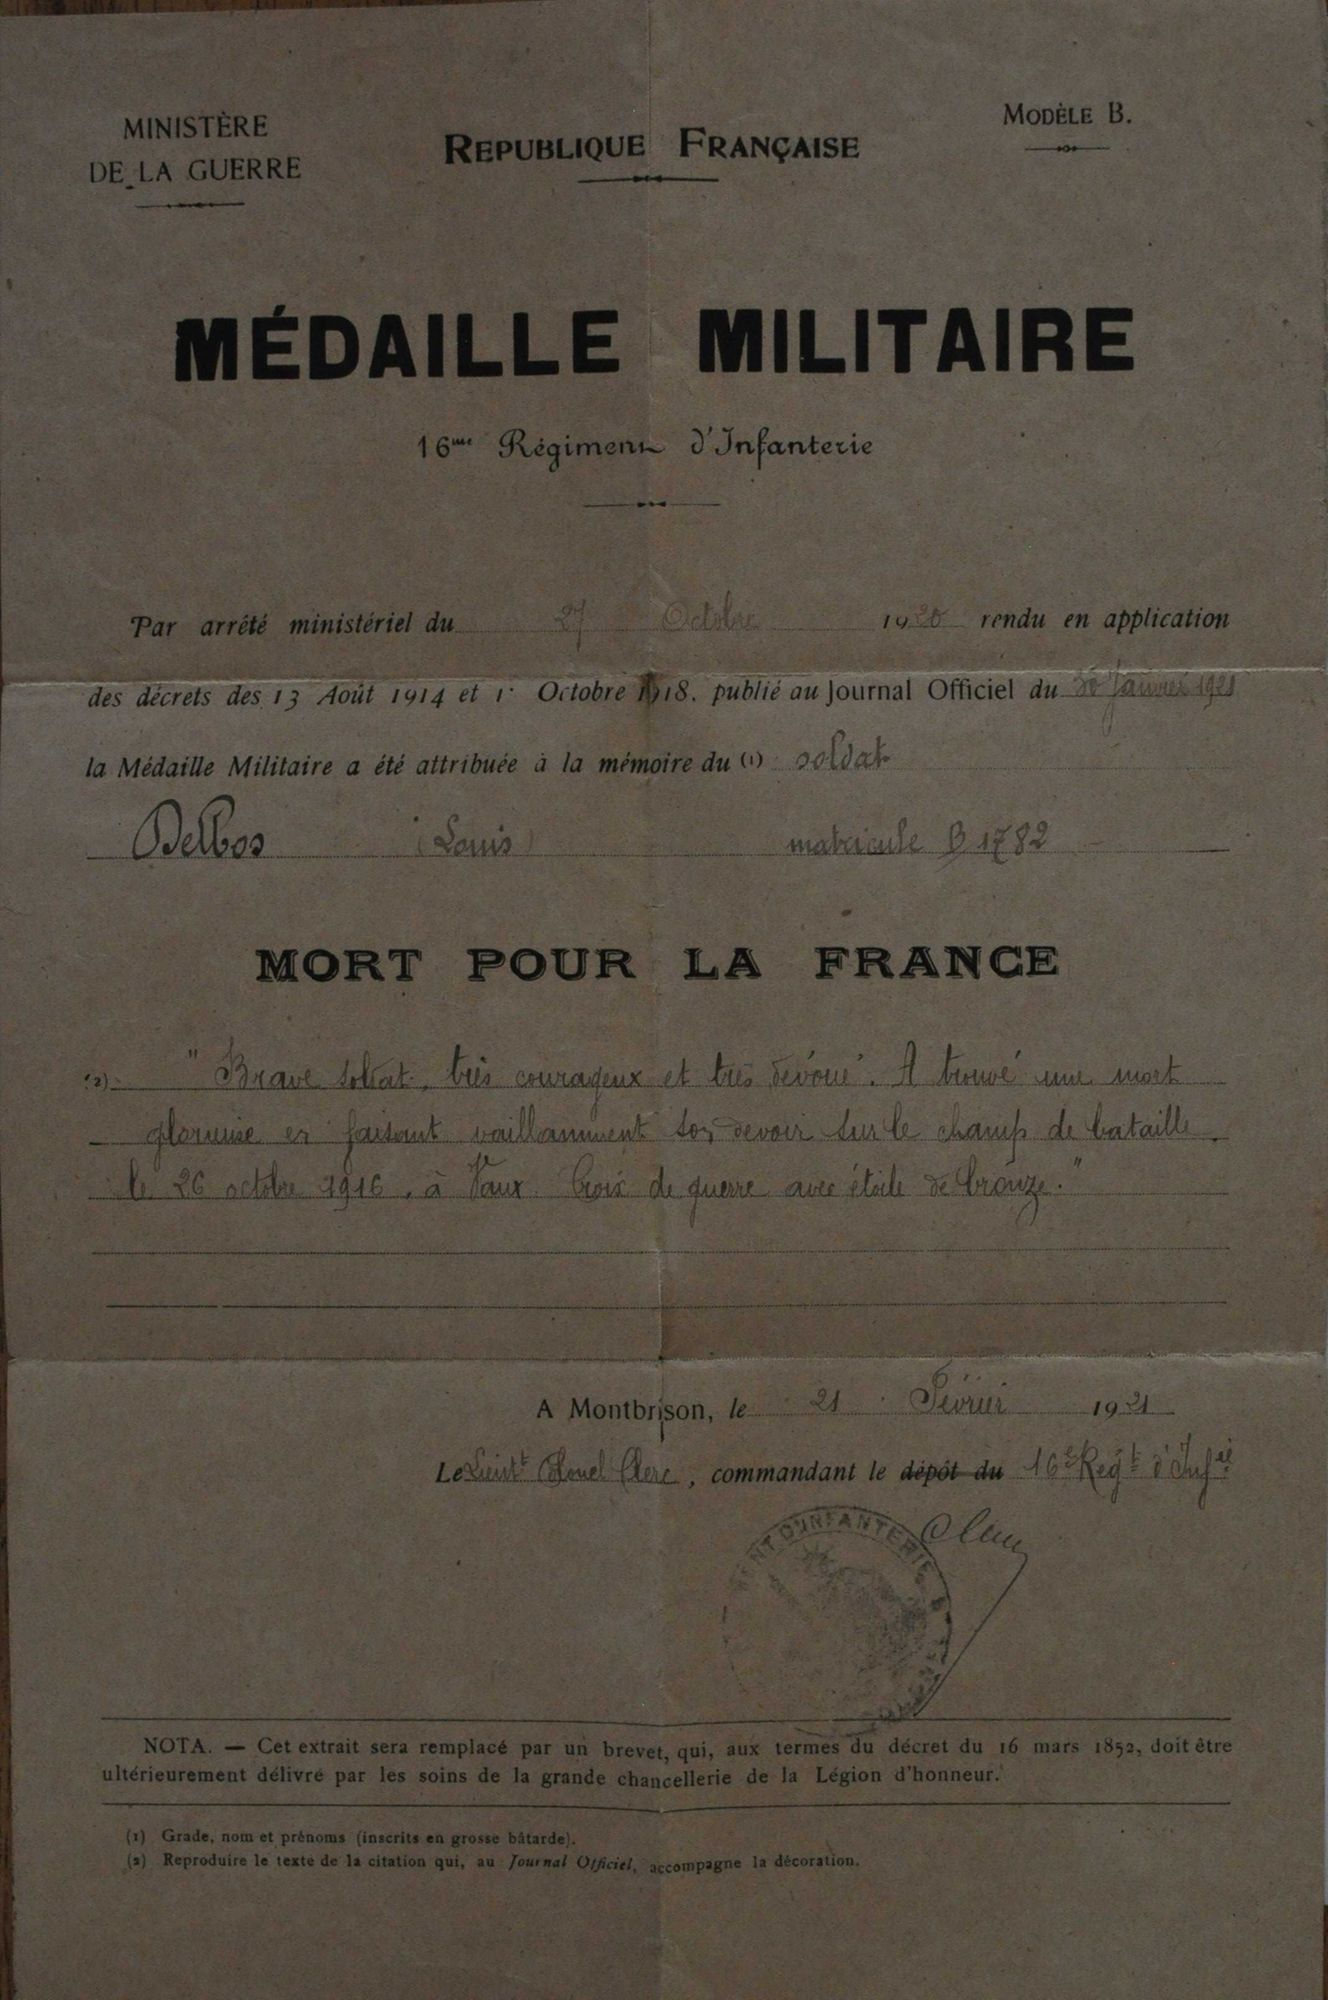 MINISTÈRE
DE LA GUERRE
REPUBLIQUE FRANÇAISE
MODÈLE B.
MÉDAILLE MILITAIRE
16me Régiment d'Infanterie
Par arrêté ministériel du 27 Octobre 1920 rendu en application
des décrets des 13 Août 1914 et 1r Octobre 1918. publié au Journal Officiel du Janvier 1921
la Médaille Militaire a été attribuée à la mémoire du (1) soldat
Delbos (Louis) matricule B 1782
MORT POUR LA FRANCE
(2) "Brave soldat, très courageux et très dévoué. A trouvé une mort
glorieuse en faisant vaillamment son devoir sur le champ de bataille,
le 26 octobre 1916, à Vaux. Croix de guerre avec étoile de bronze."
A Montbrison, le 21 Février 1921
Le Lieutt Colonel Clerc, commandant le dépôt du 16e Regt d'Infrie
Clerc
ENT D'INFANTERIE
NOTA. — Cet extrait sera remplacé par un brevet, qui, aux termes du décret du 16 mars 1852, doit être
ultérieurement délivré par les soins de la grande chancellerie de la Légion d'honneur.
(1) Grade, nom et prénoms (inscrits en grosse bâtarde).
(2) Reproduire le texte de la citation qui, au Journal Officiel, accompagne la décoration.